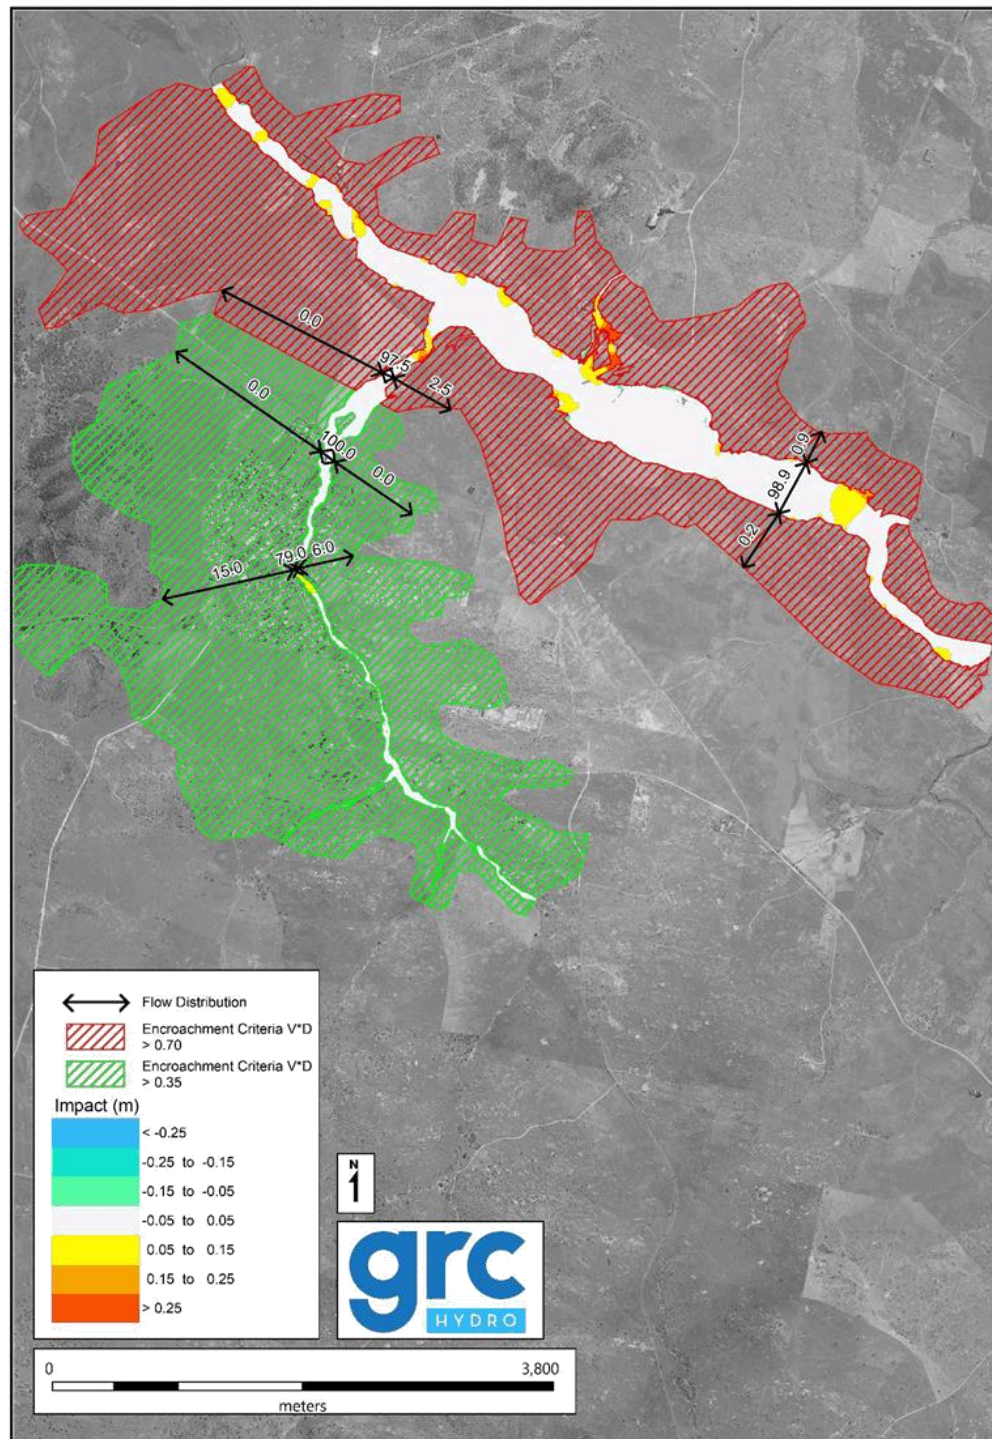 0.0
97.5
2.5
0.0
100.0
0.0
0.9
98.9
0.2
15.0
79.0
6.0
Flow Distribution
Encroachment Criteria V*D
> 0.70
Encroachment Criteria V*D
> 0.35
Impact (m)
< -0.25
-0.25 to -0.15
-0.15 to -0.05
-0.05 to 0.05
0.05 to 0.15
0.15 to 0.25
> 0.25
N
grc
HYDRO
0 3,800
meters